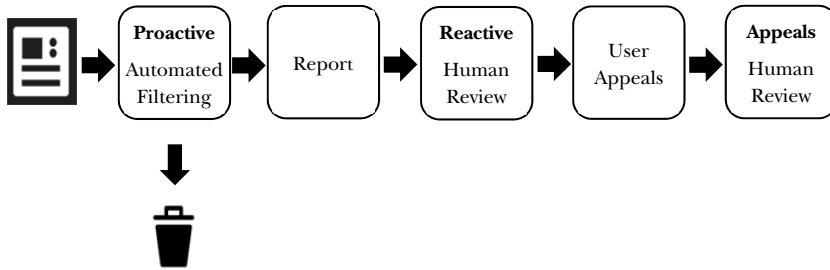 Proactive
Automated
Filtering
Report
Reactive
Human
Review
User
Appeals
Appeals
Human
Review